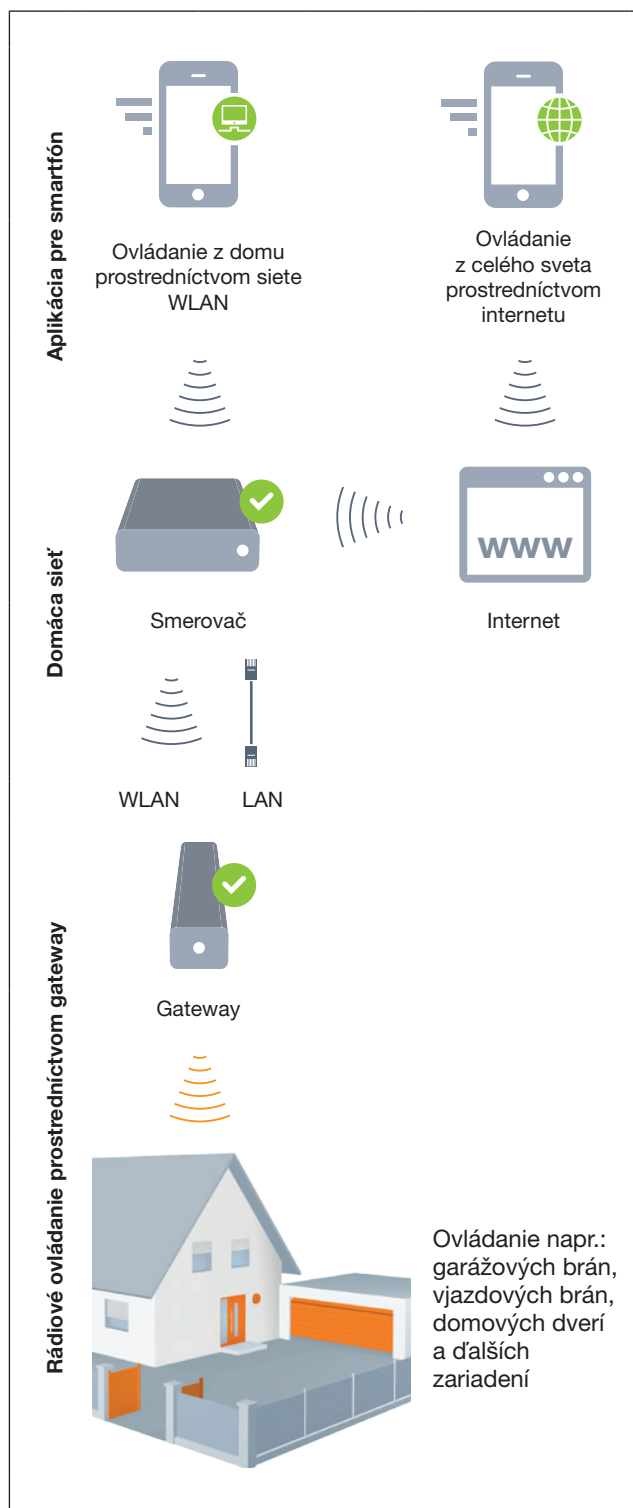 Aplikácia pre smartfón
Ovládanie z domu
prostredníctvom siete
WLAN
Ovládanie
z celého sveta
prostredníctvom
internetu
Domáca sieť
www
Smerovač
Internet
WLAN
LAN
Rádiové ovládanie prostredníctvom gateway
Gateway
Ovládanie napr.:
garážových brán,
vjazdových brán,
domových dverí
a ďalších
zariadení